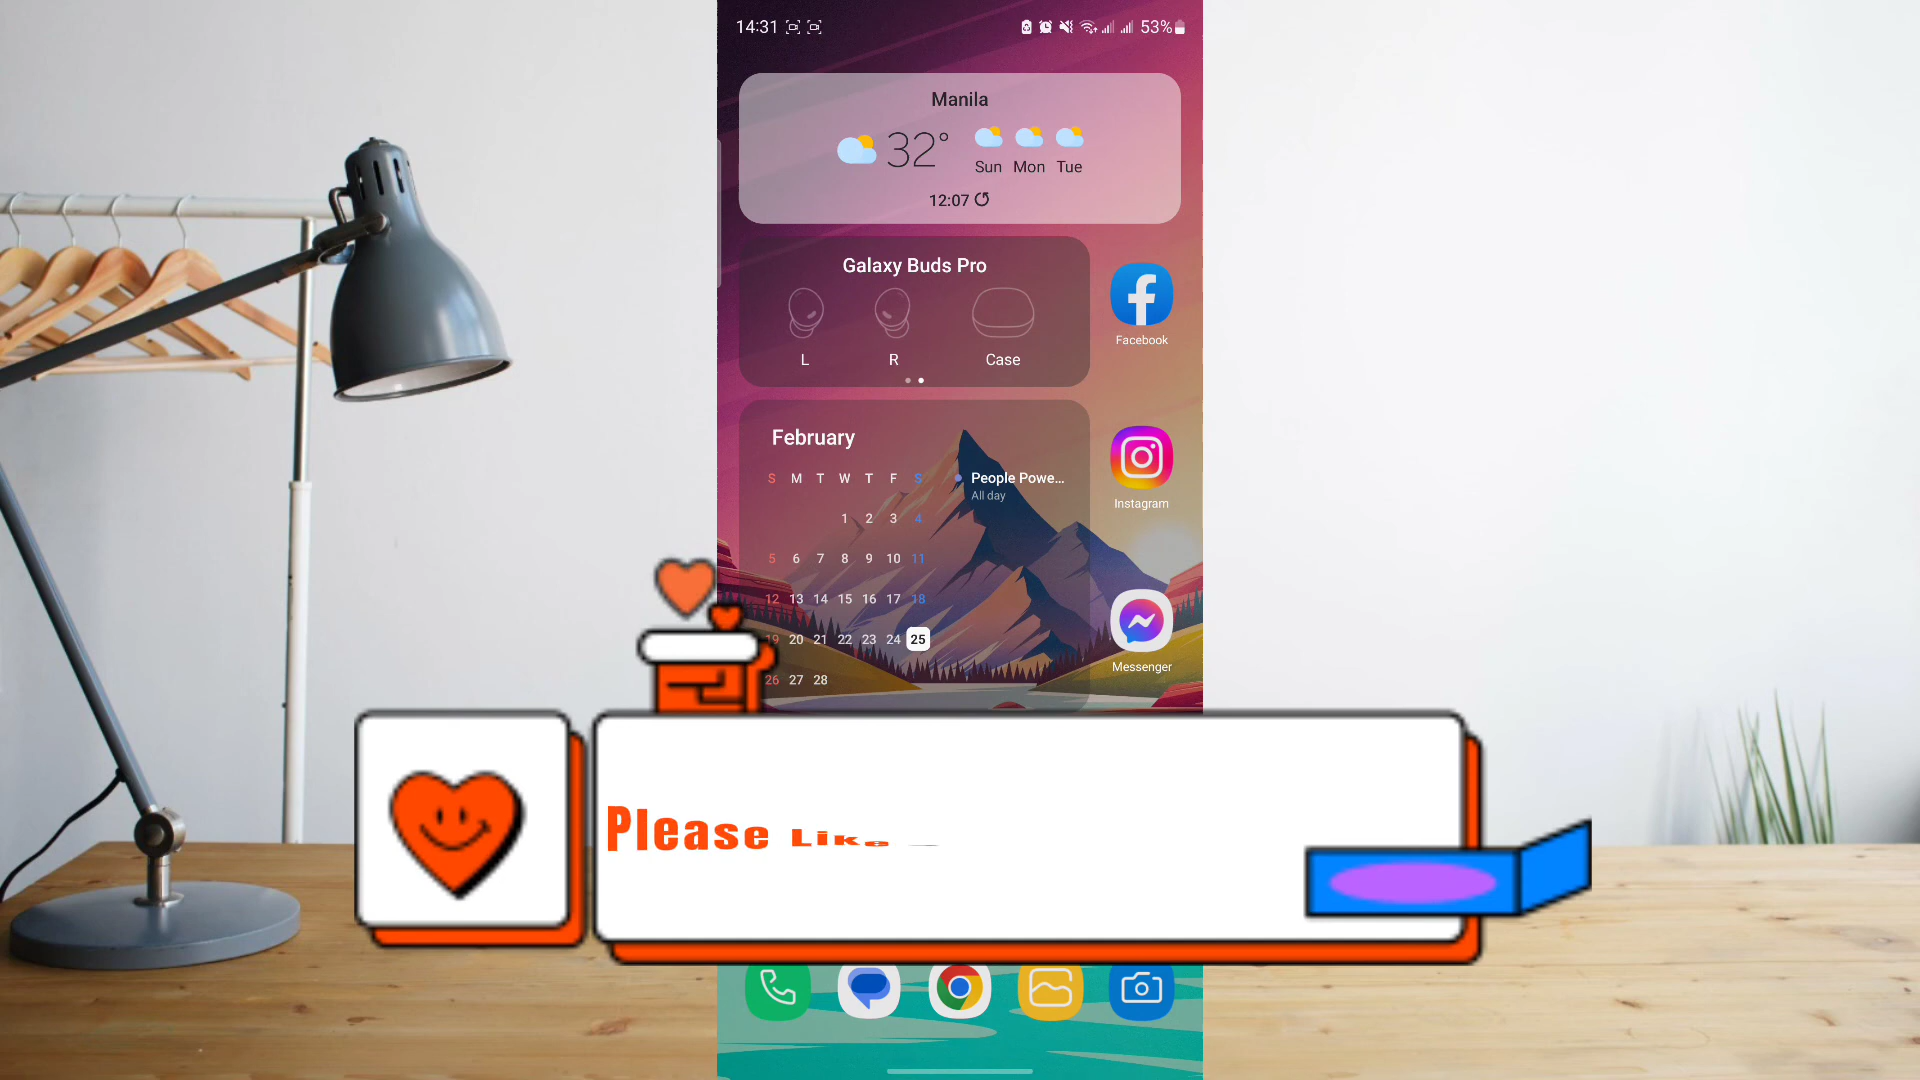 14:31
53%
Manila
32°
Sun Mon Tue
12:07
Galaxy Buds Pro
L R Case
Facebook
February
S M T W T F S
People Powe...
All day
1 2 3 4
5 6 7 8 9 10 11
12 13 14 15 16 17 18
19 20 21 22 23 24 25
26 27 28
Instagram
Messenger
Please Like